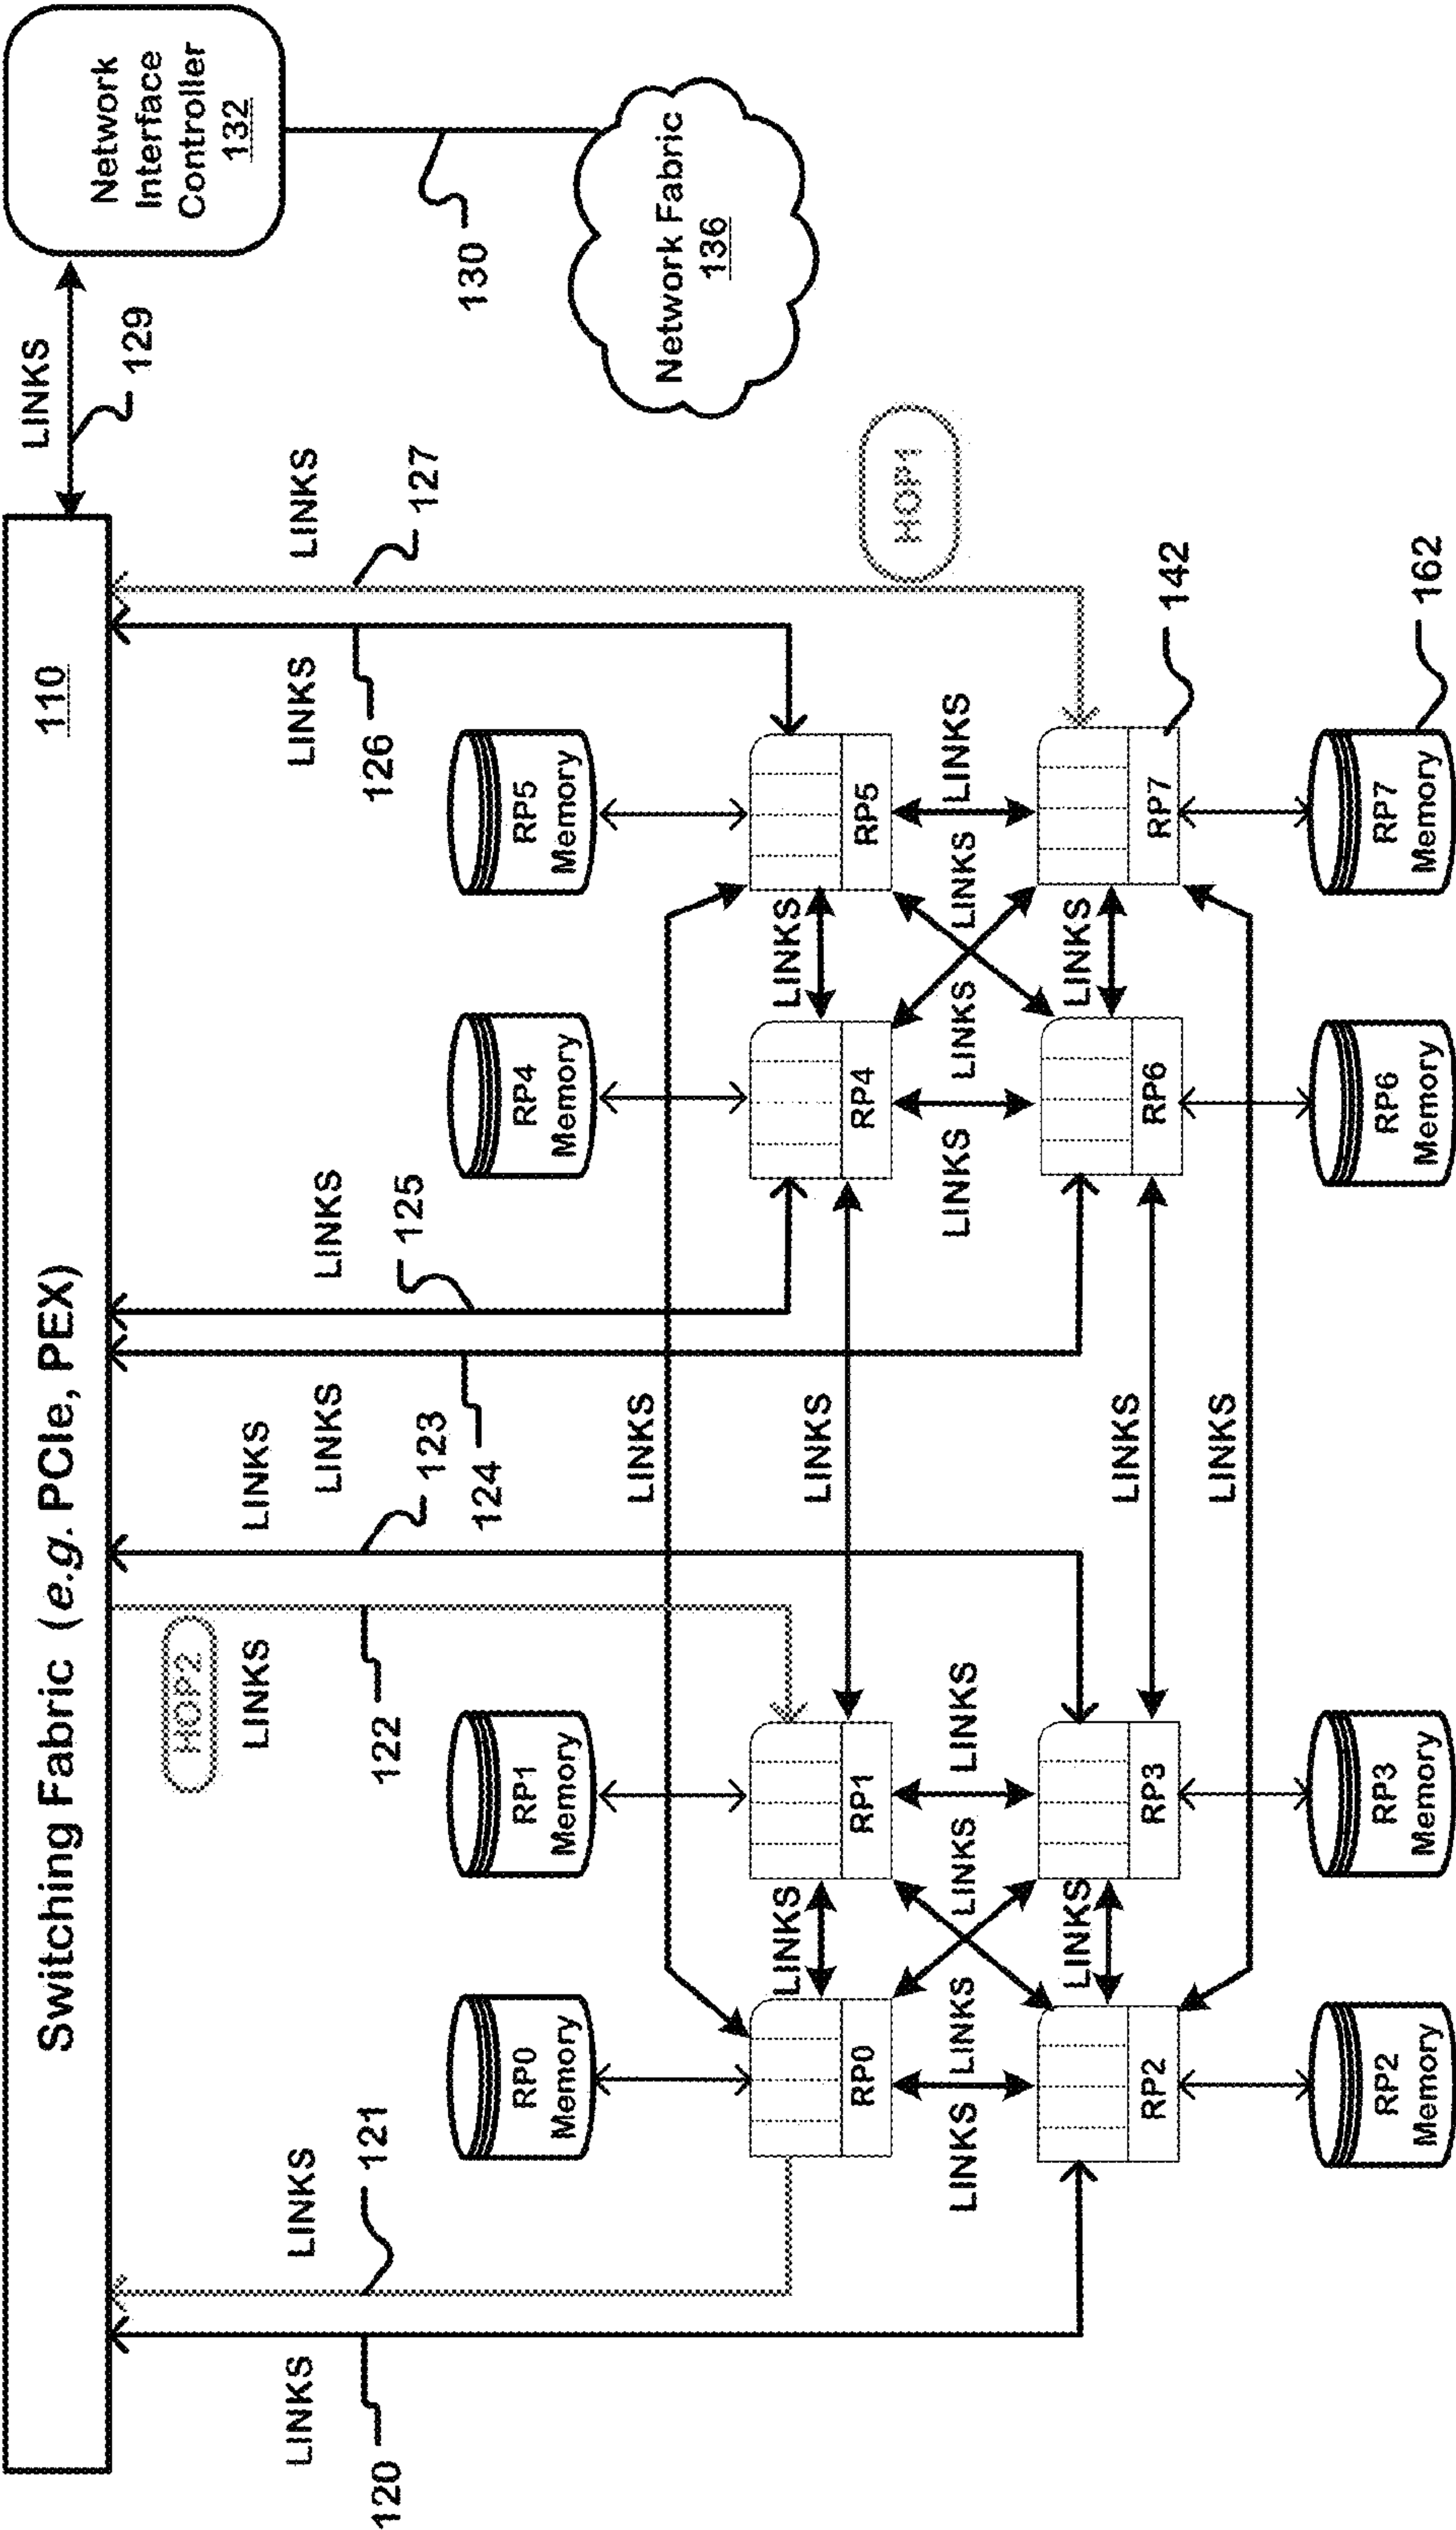 Switching Fabric (e.g. PCIe, PEX)
110
LINKS
129
Network
Interface
Controller
132
130
Network Fabric
136
HOP2
LINKS
120
LINKS
121
LINKS
122
LINKS
123
LINKS
124
LINKS
125
LINKS
126
LINKS
127
HOP1
RP0
Memory
RP1
Memory
RP4
Memory
RP5
Memory
LINKS
RP0
LINKS
RP1
LINKS
RP4
LINKS
RP5
LINKS
LINKS
LINKS
LINKS
LINKS
LINKS
LINKS
LINKS
RP2
LINKS
RP3
LINKS
RP6
LINKS
RP7
142
LINKS
RP2
Memory
RP3
Memory
RP6
Memory
RP7
Memory
162